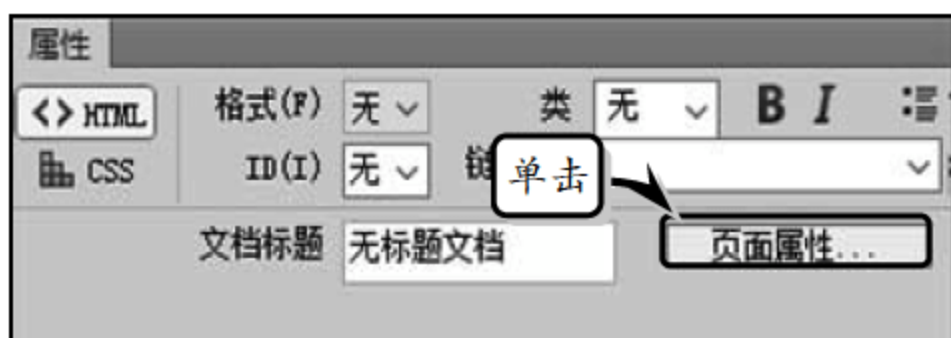 属性
<> HTML 格式(F) 无 类 无 B I
CSS ID(I) 无 链
单击
文档标题 无标题文档 页面属性...